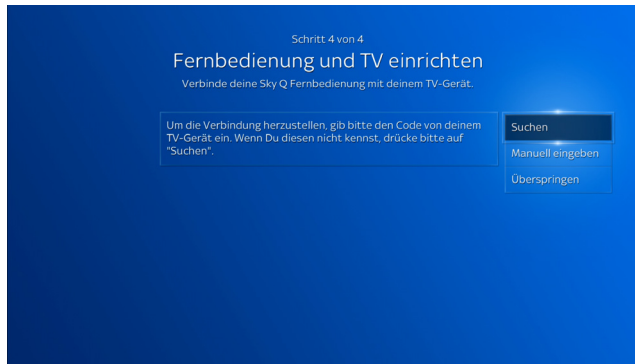 Schritt 4 von 4
Fernbedienung und TV einrichten
Verbinde deine Sky Q Fernbedienung mit deinem TV-Gerät.
Um die Verbindung herzustellen, gib bitte den Code von deinem
TV-Gerät ein. Wenn Du diesen nicht kennst, drücke bitte auf
"Suchen".
Suchen
Manuell eingeben
Überspringen